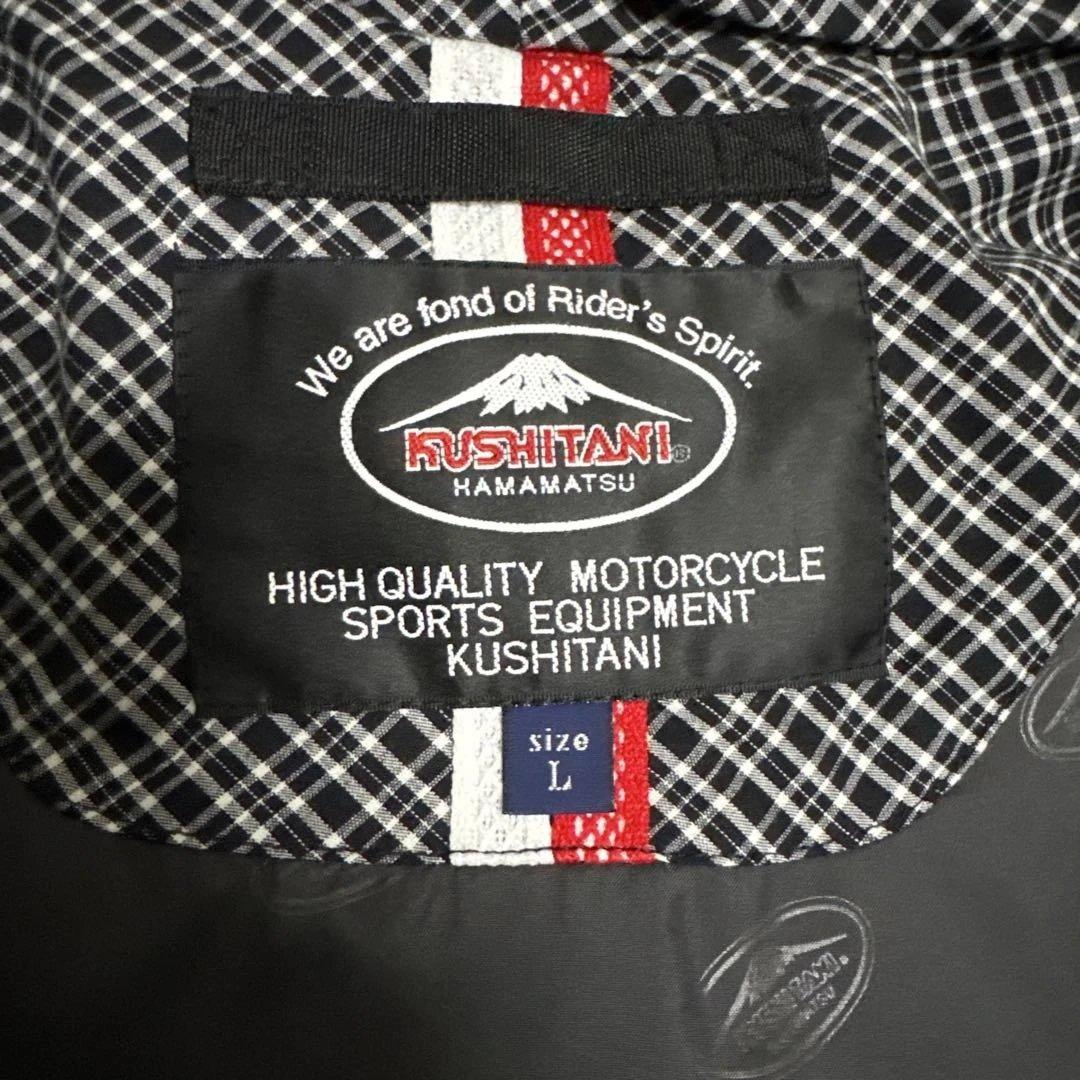 We are fond of Rider's Spirit.
KUSHITANI®
HAMAMATSU
HIGH QUALITY MOTORCYCLE
SPORTS EQUIPMENT
KUSHITANI
size
L